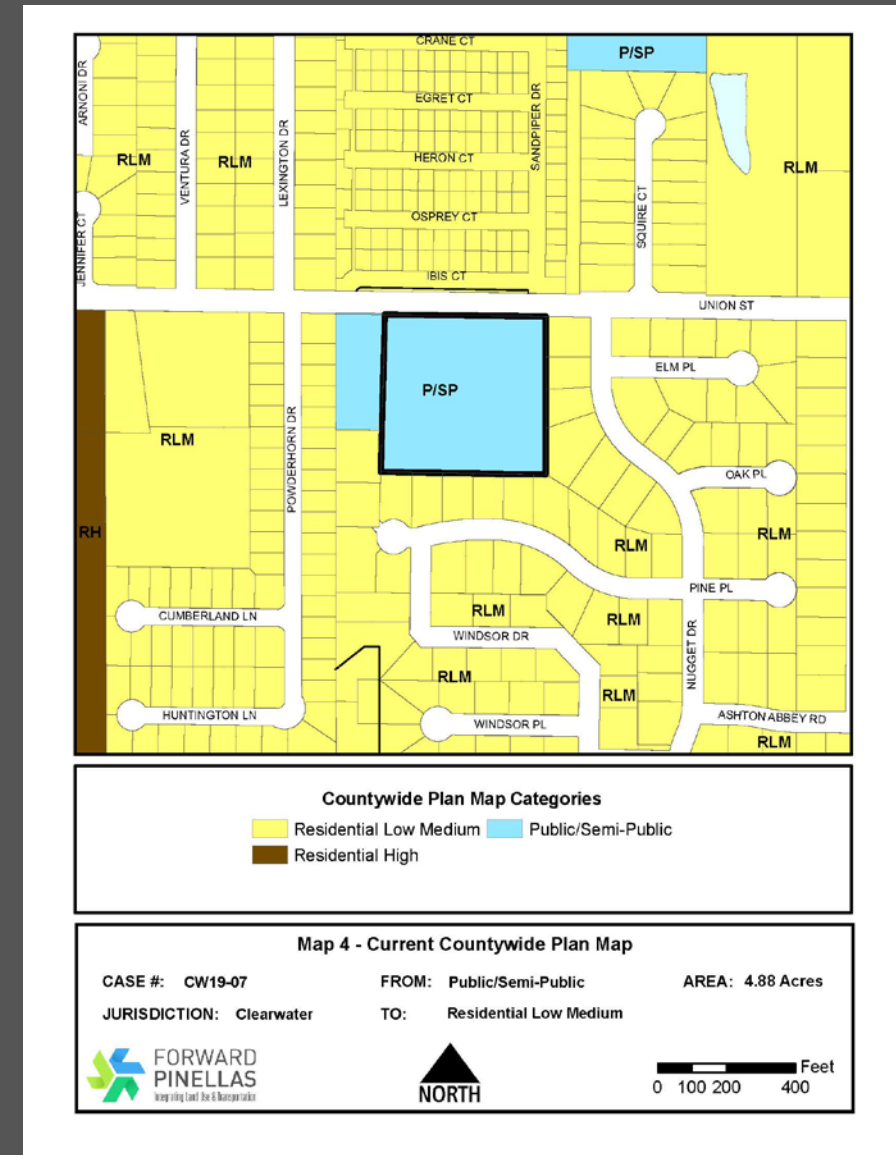 CRANE CT
P/SP
ARNONI DR
EGRET CT
VENTURA DR
LEXINGTON DR
SANDPIPER DR
RLM
RLM
HERON CT
RLM
SQUIRE CT
OSPREY CT
JENNIFER CT
IBIS CT
UNION ST
ELM PL
P/SP
RLM
POWDERHORN DR
OAK PL
RH
RLM
RLM
PINE PL
CUMBERLAND LN
RLM
RLM
WINDSOR DR
NUGGET DR
RLM
RLM
HUNTINGTON LN
WINDSOR PL
ASHTON ABBEY RD
RLM
Countywide Plan Map Categories
Residential Low Medium
Public/Semi-Public
Residential High
Map 4 - Current Countywide Plan Map
CASE #: CW19-07
FROM: Public/Semi-Public
AREA: 4.88 Acres
JURISDICTION: Clearwater
TO: Residential Low Medium
FORWARD
PINELLAS
Integrating Land Use & Transportation
NORTH
Feet
0 100 200 400